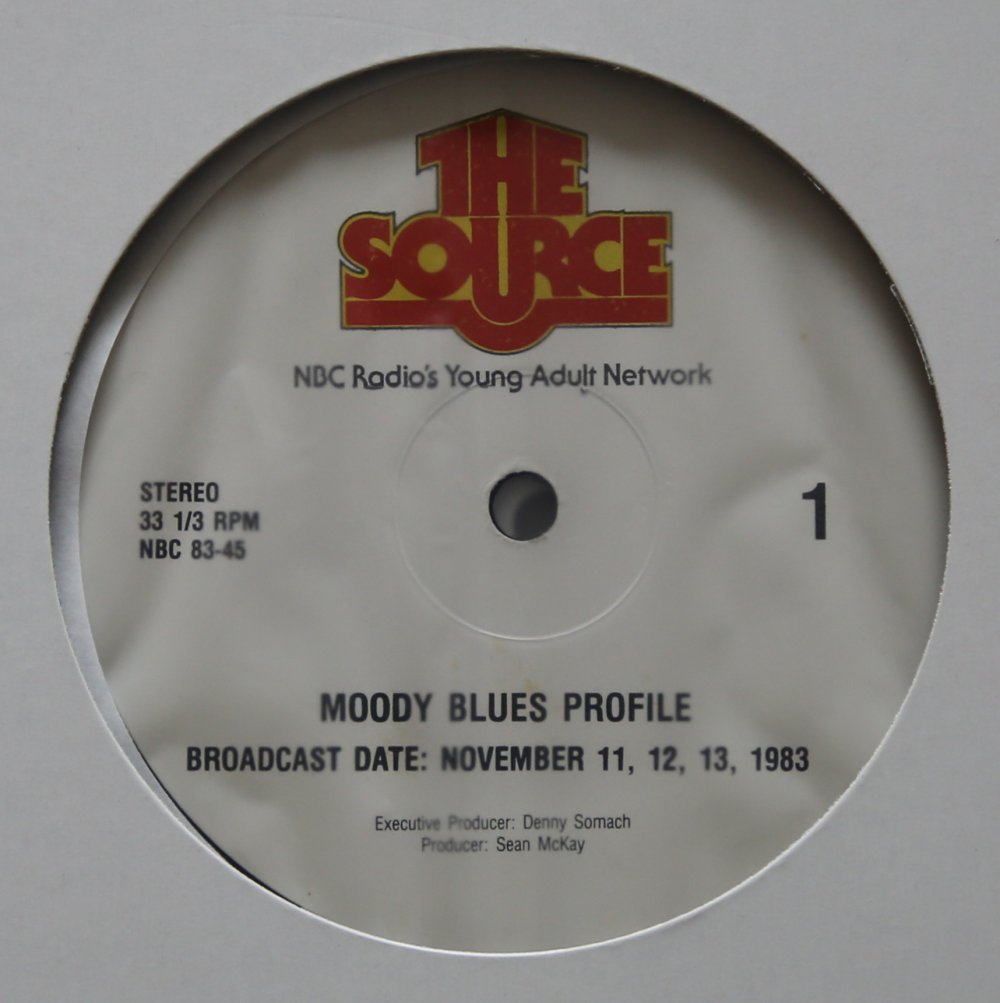 THE
SOURCE
NBC Radio's Young Adult Network
STEREO
33 1/3 RPM
NBC 83-45
1
MOODY BLUES PROFILE
BROADCAST DATE: NOVEMBER 11, 12, 13, 1983
Executive Producer: Denny Somach
Producer: Sean McKay